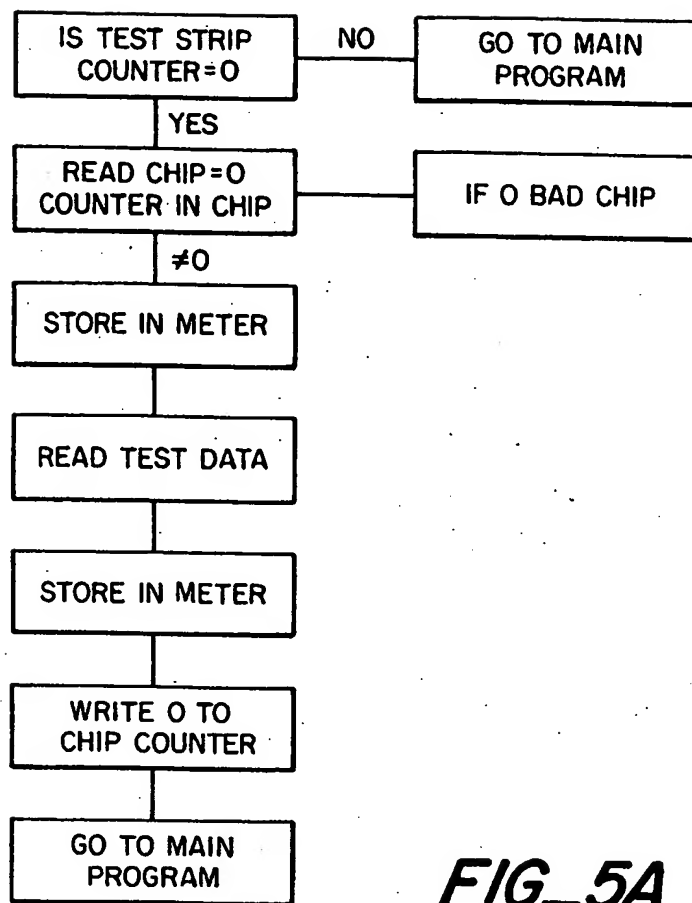 IS TEST STRIP
COUNTER=0
NO
GO TO MAIN
PROGRAM
YES
READ CHIP=0
COUNTER IN CHIP
IF 0 BAD CHIP
≠0
STORE IN METER
READ TEST DATA
STORE IN METER
WRITE 0 TO
CHIP COUNTER
GO TO MAIN
PROGRAM
FIG_5A